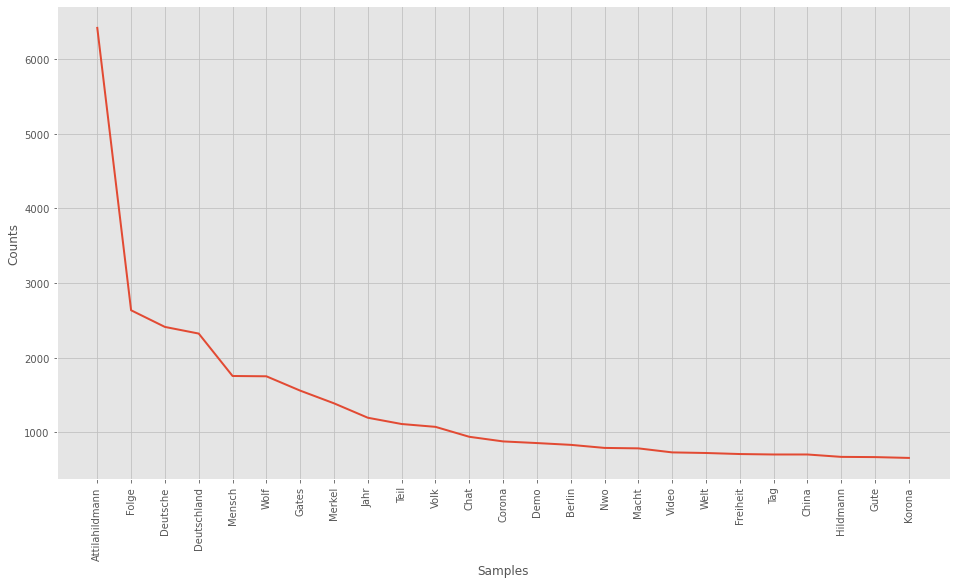 6000
5000
4000
3000
2000
1000
Counts
Attilahildmann
Folge
Deutsche
Deutschland
Mensch
Wolf
Gates
Merkel
Jahr
Teil
Volk
Chat
Corona
Demo
Berlin
Nwo
Macht
Video
Welt
Freiheit
Tag
China
Hildmann
Gute
Korona
Samples